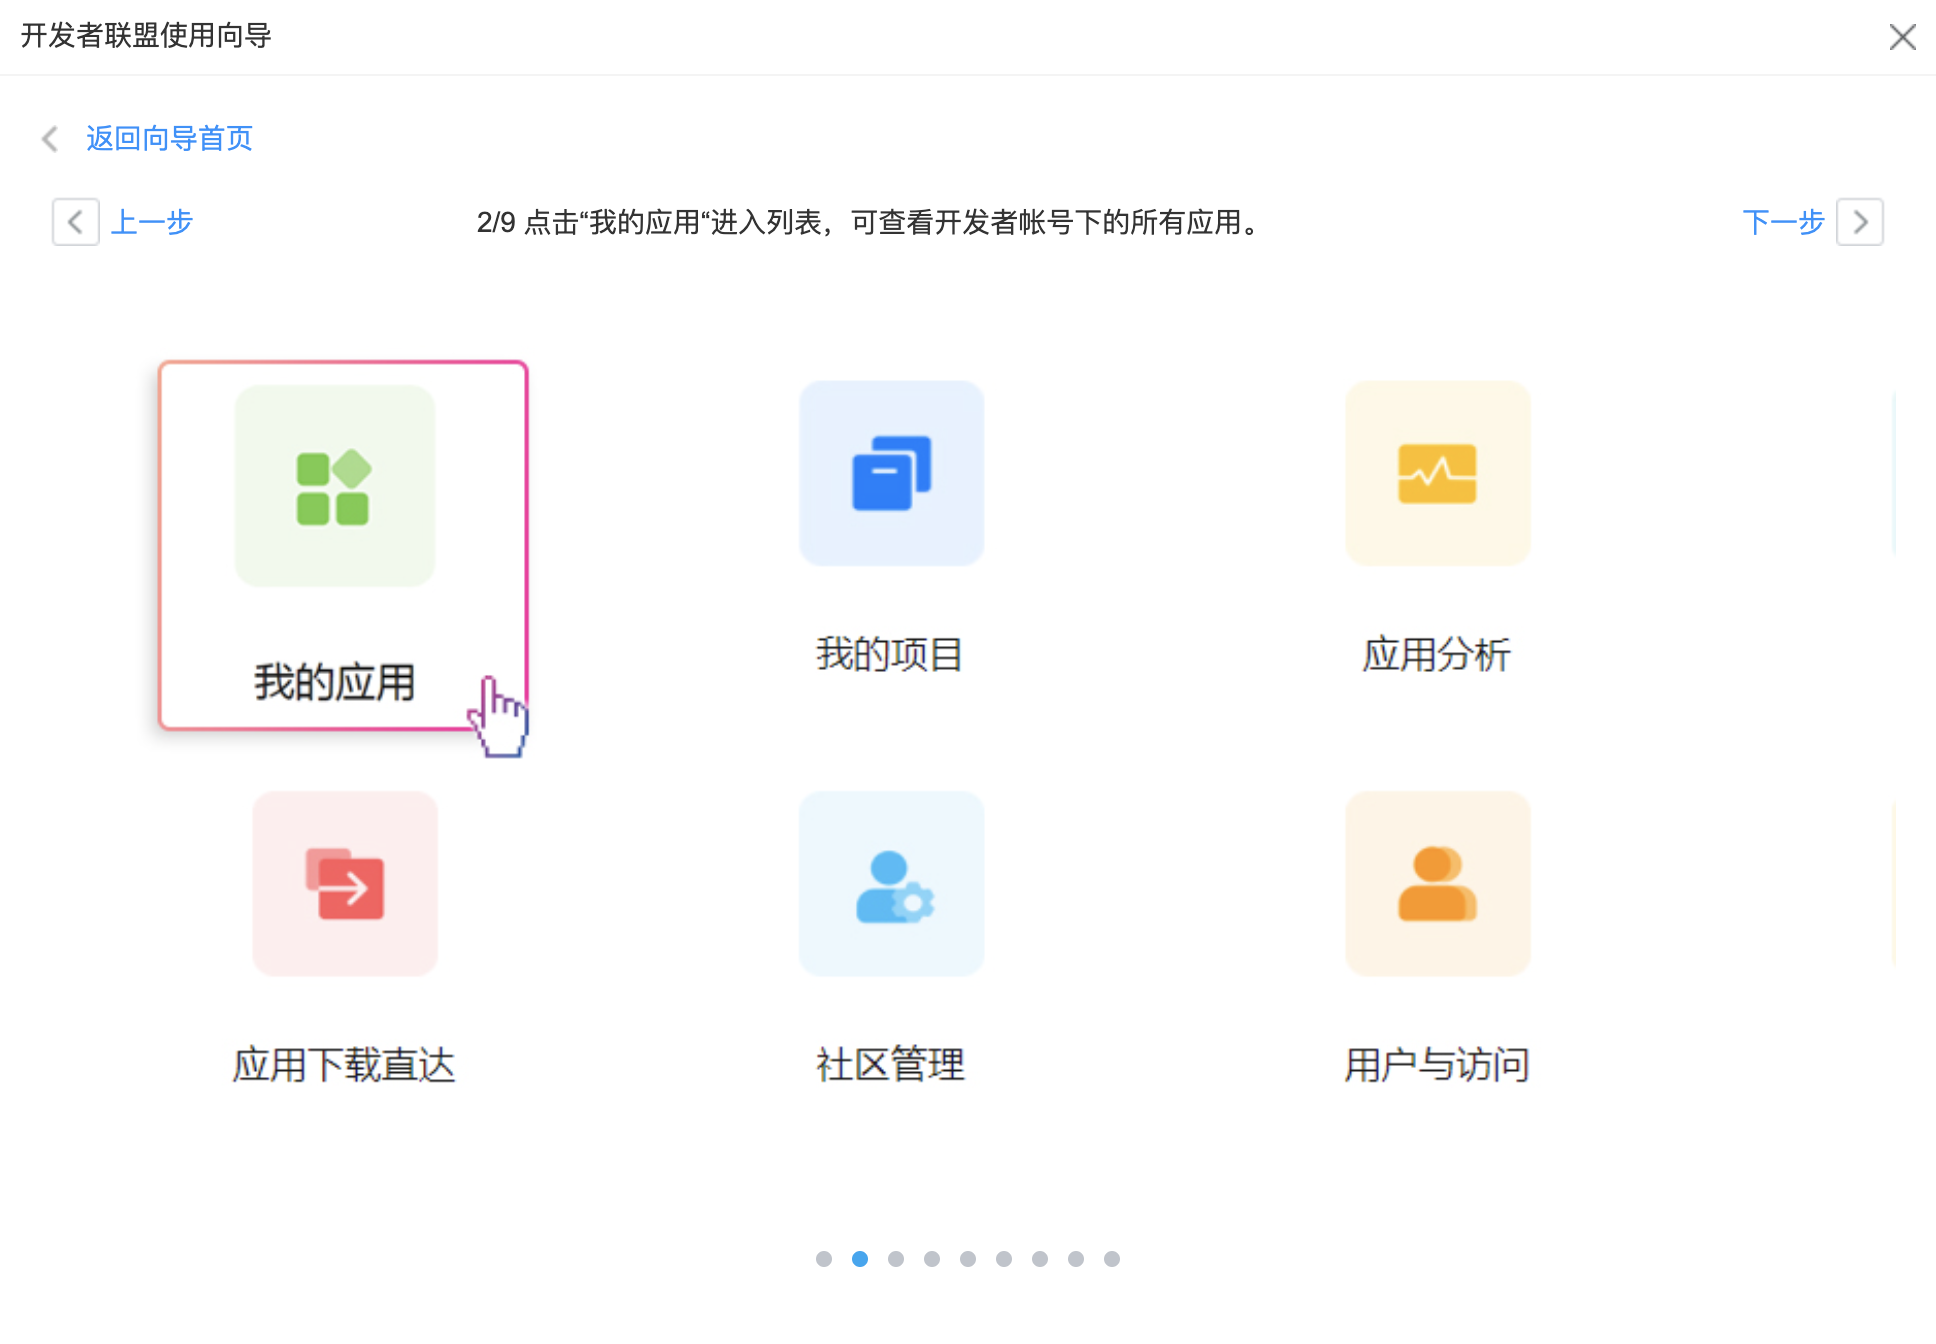 开发者联盟使用向导
返回向导首页
上一步
2/9 点击“我的应用“进入列表，可查看开发者帐号下的所有应用。
下一步
我的应用
我的项目
应用分析
应用下载直达
社区管理
用户与访问